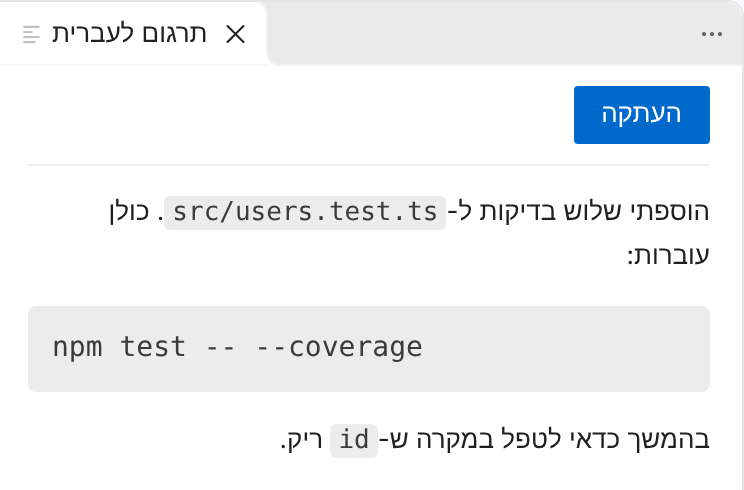 תרגום לעברית
העתקה
הוספתי שלוש בדיקות ל-src/users.test.ts. כולן
עוברות:
npm test -- --coverage
בהמשך כדאי לטפל במקרה ש-id ריק.